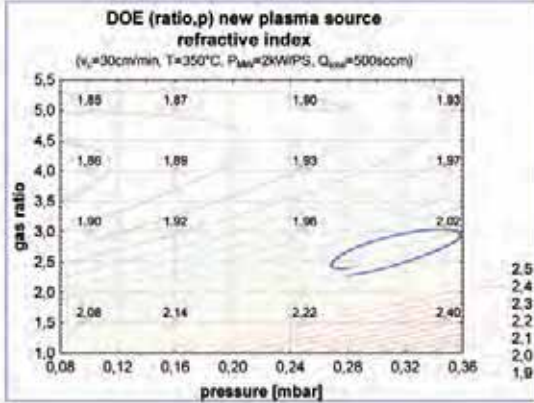 DOE (ratio,p) new plasma source
refractive index
(vc=30cm/min, T=350°C, PMW=2kW/PS, Qtotal=500sccm)
gas ratio
5,5
5,0
4,5
4,0
3,5
3,0
2,5
2,0
1,5
1,0
1,85 1,87 1,90 1,93
1,86 1,89 1,93 1,97
1,90 1,92 1,96 2,02
2,08 2,14 2,22 2,40
0,08 0,12 0,16 0,20 0,24 0,28 0,32 0,36
pressure [mbar]
2,5
2,4
2,3
2,2
2,1
2,0
1,9